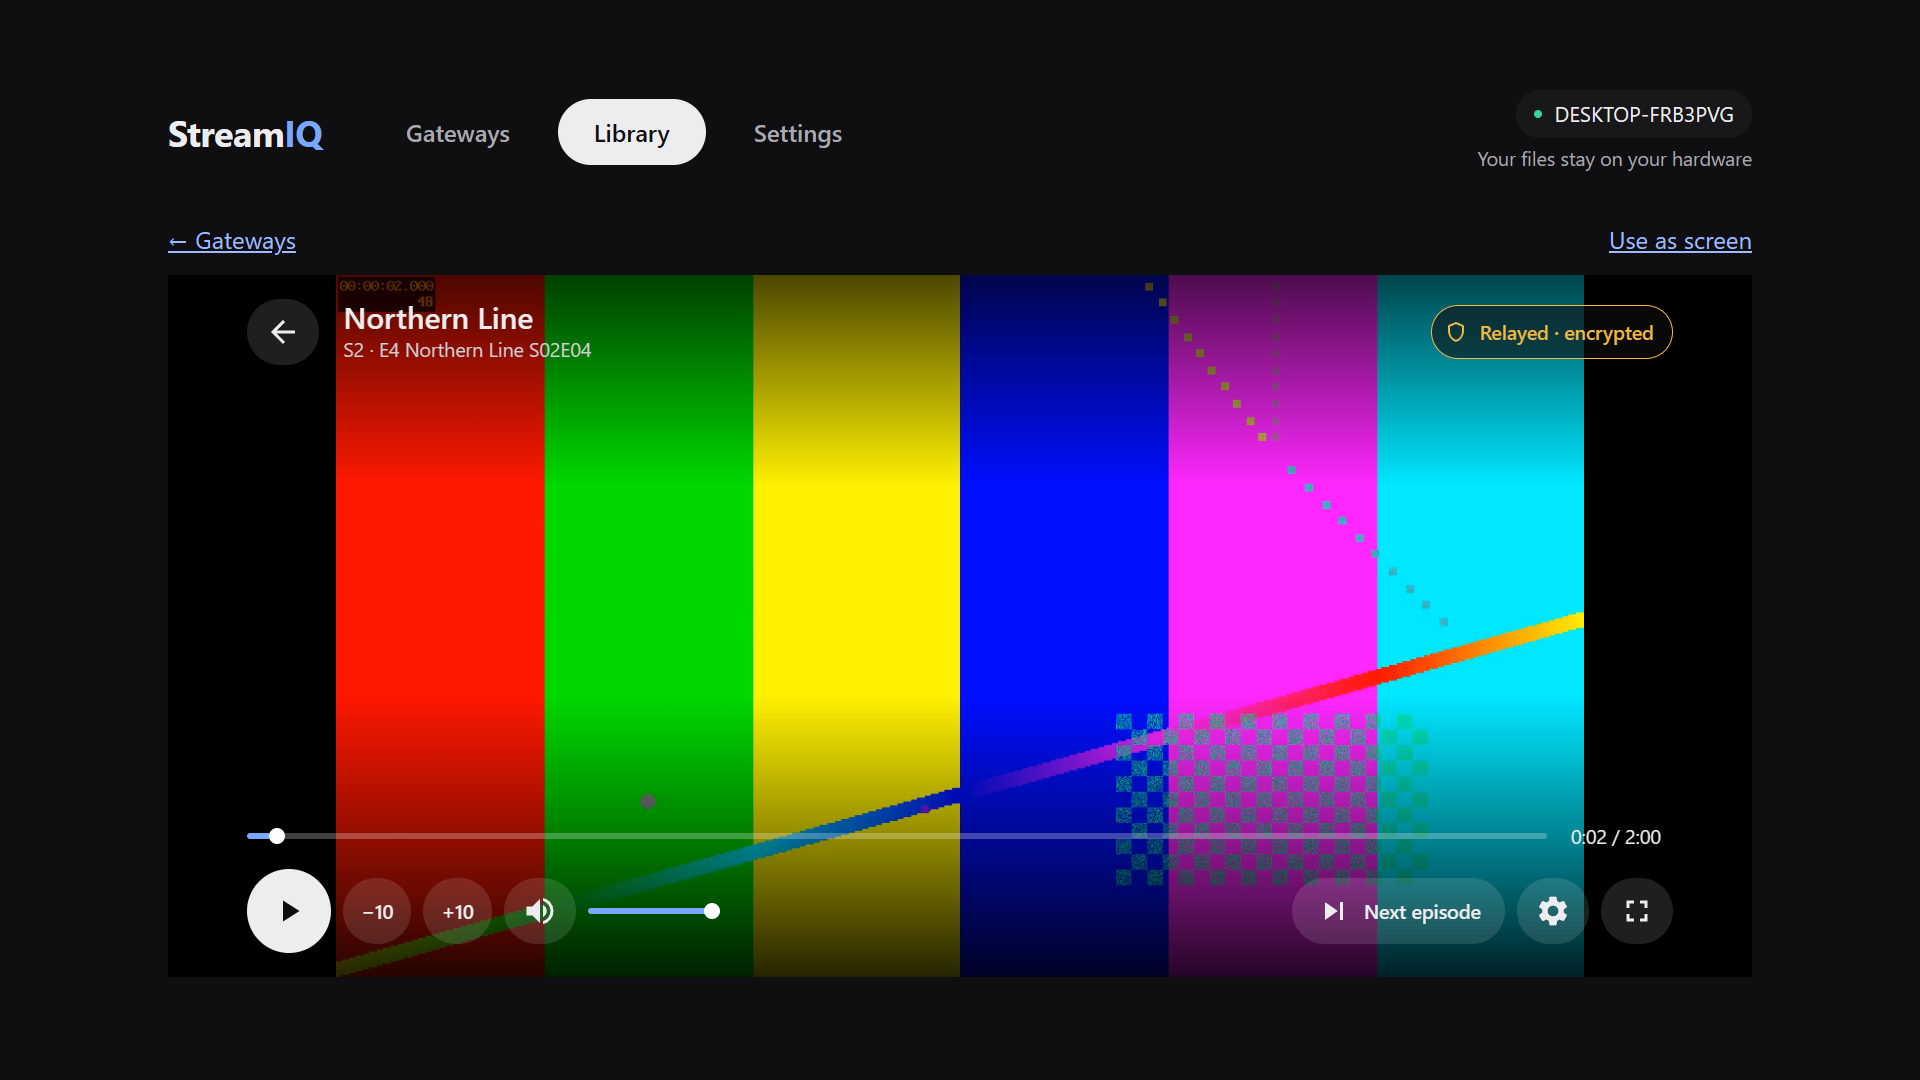 StreamIQ
Gateways
Library
Settings
DESKTOP-FRB3PVG
Your files stay on your hardware
← Gateways
Use as screen
00:00:02.000
48
Northern Line
S2 · E4 Northern Line S02E04
Relayed · encrypted
0:02 / 2:00
−10
+10
Next episode